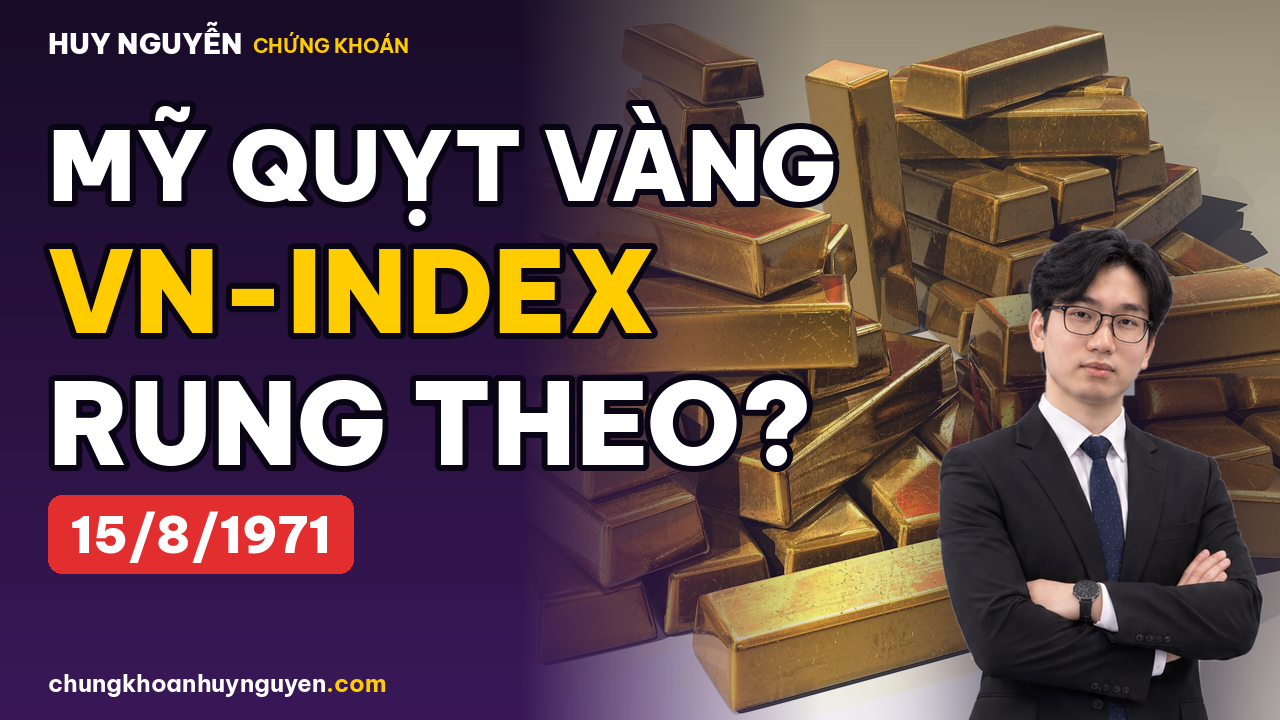 HUY NGUYỄN CHỨNG KHOÁN
MỸ QUỴT VÀNG
VN-INDEX
RUNG THEO?
15/8/1971
chungkhoanhuynguyen.com